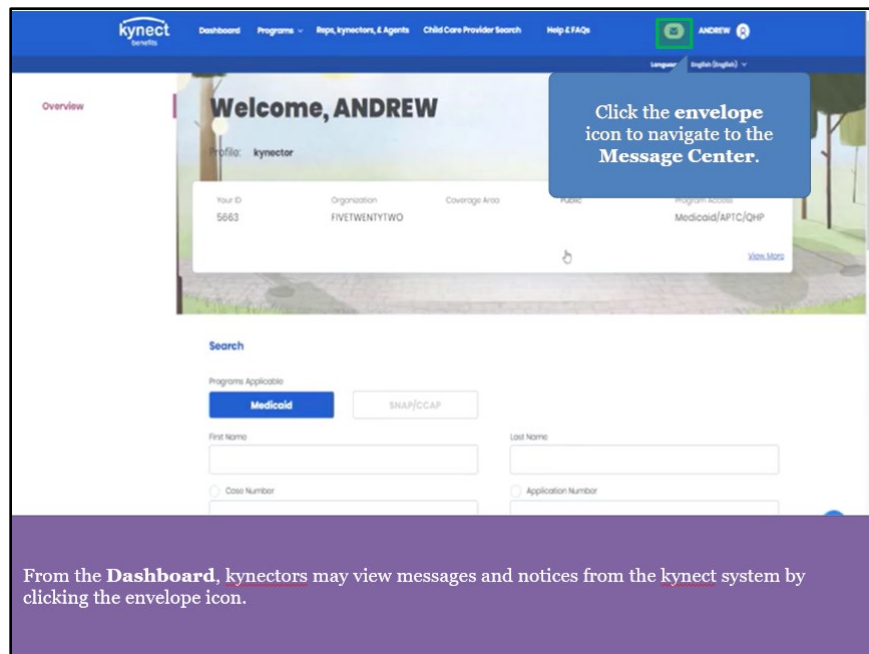 kynect
benefits
Dashboard Programs Reps, kynectors, & Agents Child Care Provider Search Help & FAQs ANDREW
Language English (English)
Overview
Welcome, ANDREW
Profile: kynector
Click the envelope
icon to navigate to the
Message Center.
Your ID Organization Coverage Area Public Program Access
5663 FIVETWENTYTWO Medicaid/APTC/QHP
View More
Search
Programs Applicable
Medicaid SNAP/CCAP
First Name Last Name
Case Number Application Number
From the Dashboard, kynectors may view messages and notices from the kynect system by
clicking the envelope icon.